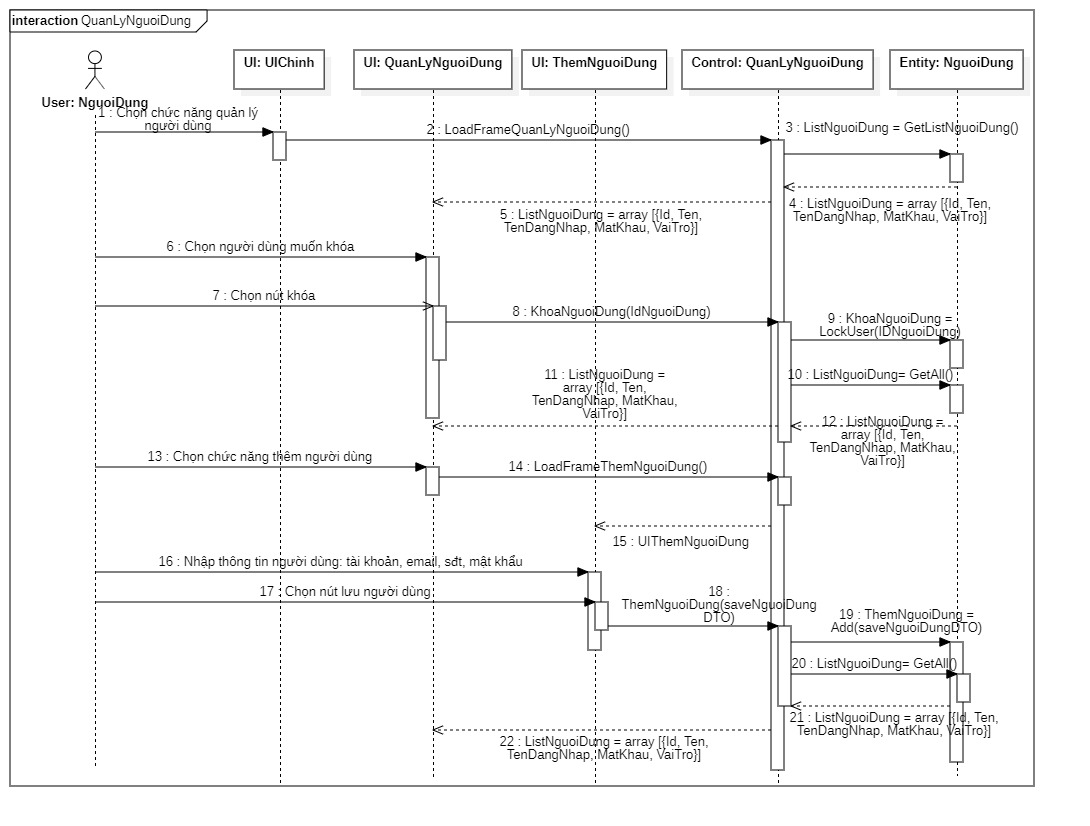 interaction QuanLyNguoiDung
UI: UIChinh
UI: QuanLyNguoiDung
UI: ThemNguoiDung
Control: QuanLyNguoiDung
Entity: NguoiDung
User: NguoiDung
1 : Chọn chức năng quản lý
người dùng
2 : LoadFrameQuanLyNguoiDung()
3 : ListNguoiDung = GetListNguoiDung()
4 : ListNguoiDung = array [{Id, Ten,
TenDangNhap, MatKhau, VaiTro}]
5 : ListNguoiDung = array [{Id, Ten,
TenDangNhap, MatKhau, VaiTro}]
6 : Chọn người dùng muốn khóa
7 : Chọn nút khóa
8 : KhoaNguoiDung(IdNguoiDung)
9 : KhoaNguoiDung =
LockUser(IDNguoiDung)
10 : ListNguoiDung= GetAll()
11 : ListNguoiDung =
array [{Id, Ten,
TenDangNhap, MatKhau,
VaiTro}]
12 : ListNguoiDung =
array [{Id, Ten,
TenDangNhap, MatKhau,
VaiTro}]
13 : Chọn chức năng thêm người dùng
14 : LoadFrameThemNguoiDung()
15 : UIThemNguoiDung
16 : Nhập thông tin người dùng: tài khoản, email, sđt, mật khẩu
17 : Chọn nút lưu người dùng
18 :
ThemNguoiDung(saveNguoiDung
DTO)
19 : ThemNguoiDung =
Add(saveNguoiDungDTO)
20 : ListNguoiDung= GetAll()
21 : ListNguoiDung = array [{Id, Ten,
TenDangNhap, MatKhau, VaiTro}]
22 : ListNguoiDung = array [{Id, Ten,
TenDangNhap, MatKhau, VaiTro}]